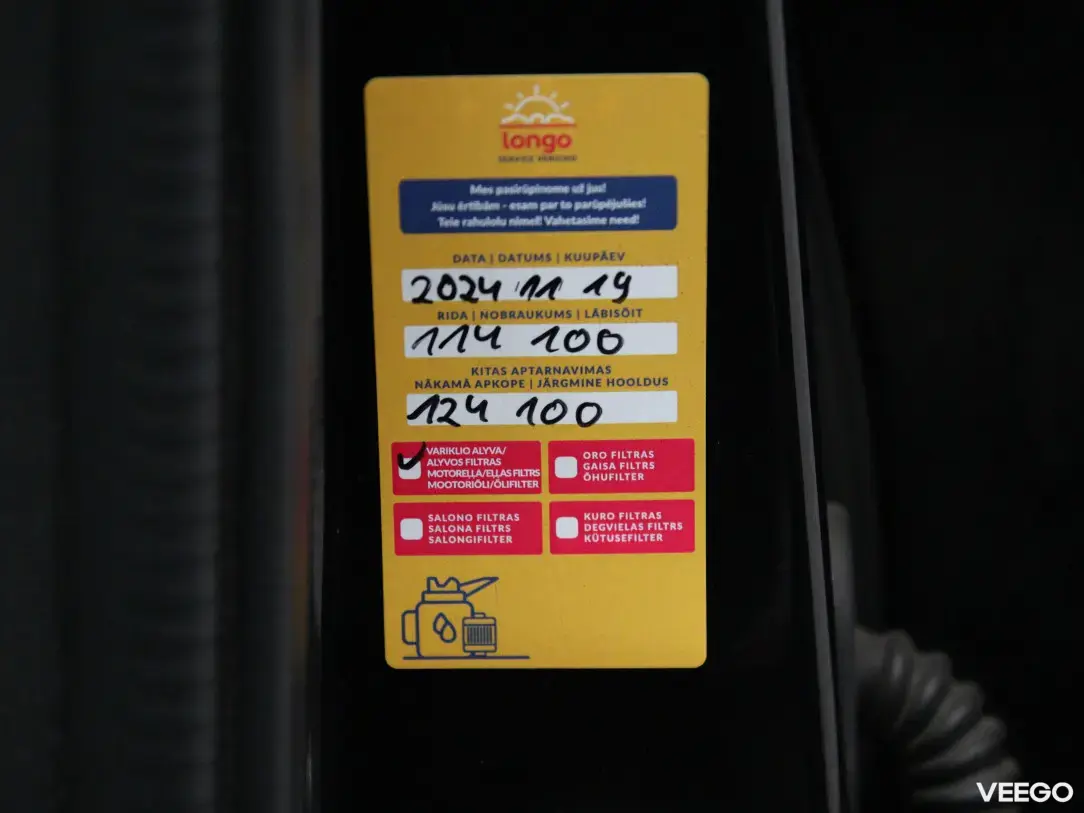 longo
Mes pasirūpinome už jus!
Jūsu ērtībām - esam par to parūpējušies!
Teie rahulolu nimel! Vahetasime need!
DATA | DATUMS | KUUPÄEV
2024 11 19
RIDA | NOBRAUKUMS | LÄBISÕIT
114 100
KITAS APTARNAVIMAS
NĀKAMĀ APKOPE | JÄRGMINE HOOLDUS
124 100
VARIKLIO ALYVA/
ALYVOS FILTRAS
MOTOREĻĻA/EĻĻAS FILTRS
MOOTORIÕLI/ÕLIFILTER
ORO FILTRAS
GAISA FILTRS
ÕHUFILTER
SALONO FILTRAS
SALONA FILTRS
SALONGIFILTER
KURO FILTRAS
DEGVIELAS FILTRS
KÜTUSEFILTER
VEEGO